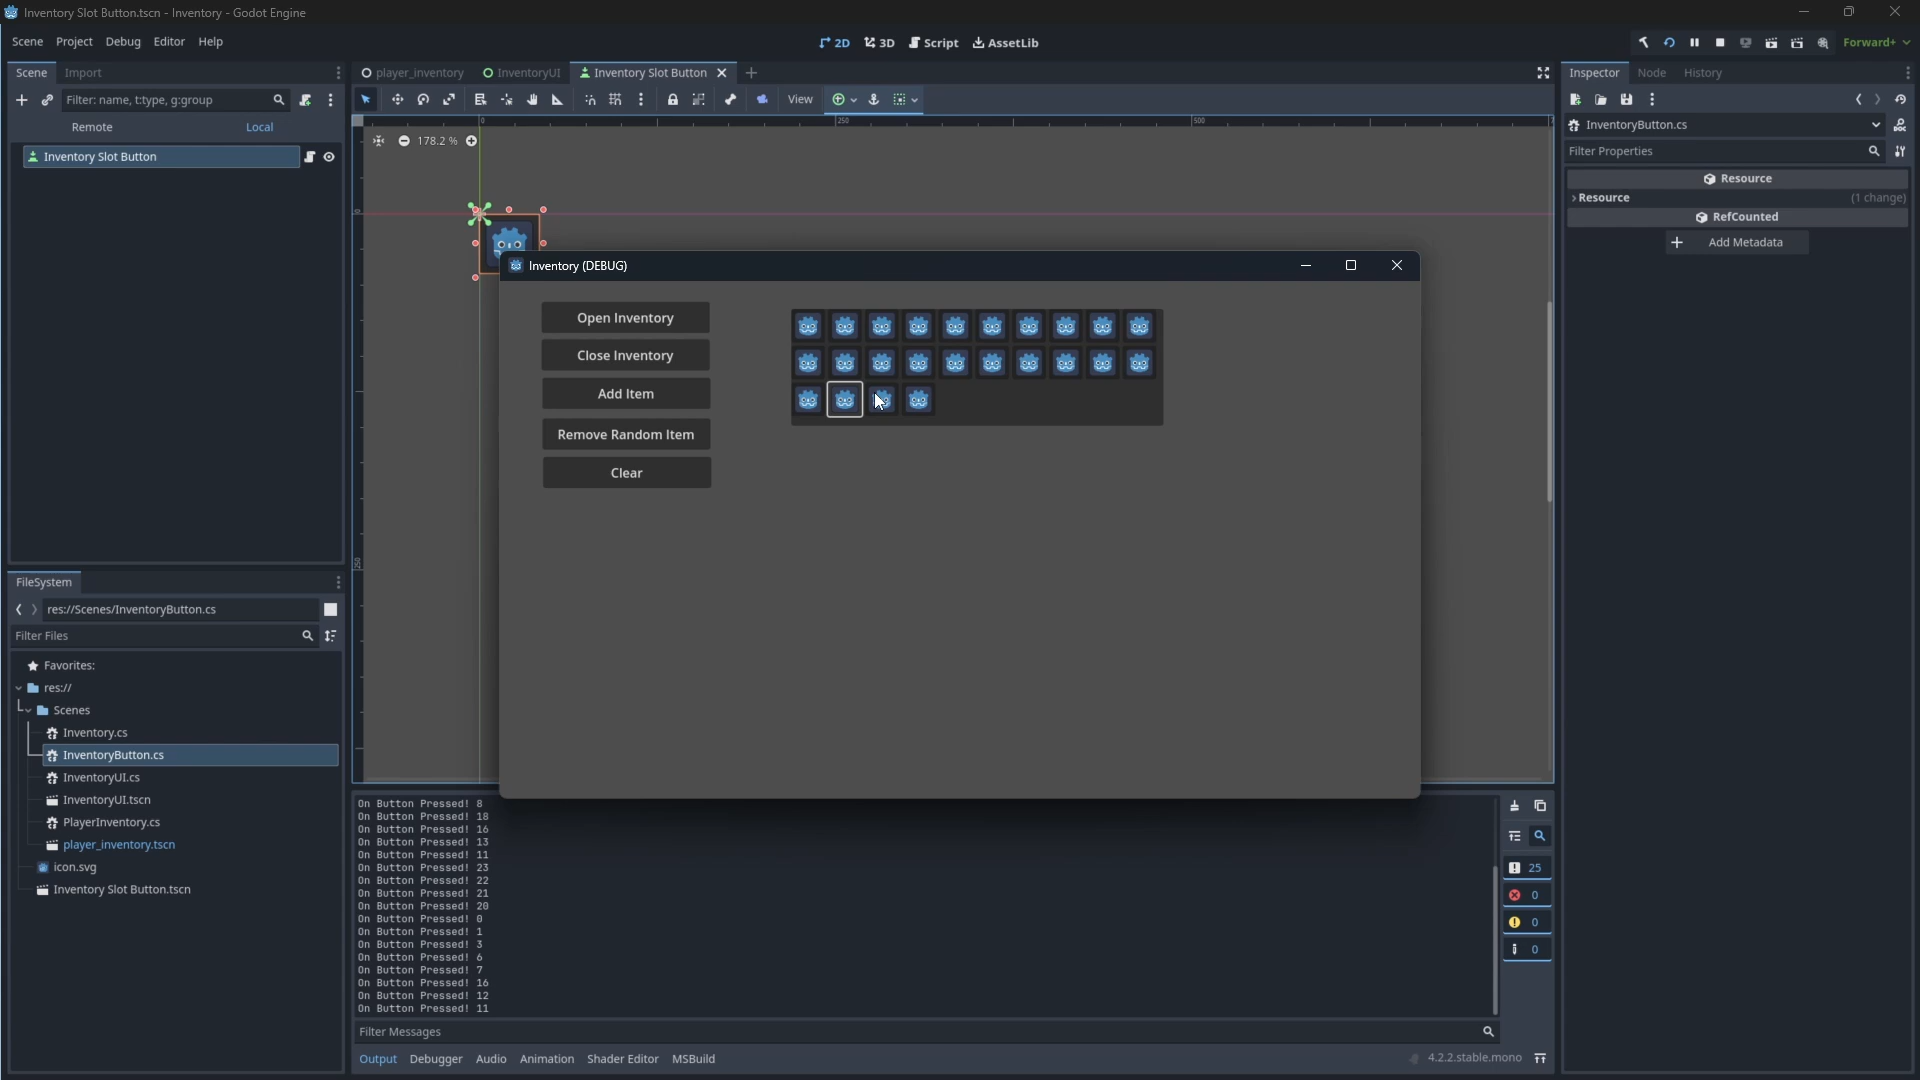 Inventory Slot Button.tscn - Inventory - Godot Engine
Scene Project Debug Editor Help
2D 3D Script AssetLib
Forward+
Scene Import
player_inventory InventoryUI Inventory Slot Button
Inspector Node History
Filter: name, t:type, g:group
View
Remote Local
InventoryButton.cs
0 250 500
178.2 %
Filter Properties
Inventory Slot Button
Resource
Resource (1 change)
RefCounted
Add Metadata
Inventory (DEBUG)
Open Inventory
Close Inventory
Add Item
Remove Random Item
Clear
0
250
FileSystem
res://Scenes/InventoryButton.cs
Filter Files
Favorites:
res://
Scenes
Inventory.cs
InventoryButton.cs
InventoryUI.cs
InventoryUI.tscn
PlayerInventory.cs
player_inventory.tscn
icon.svg
Inventory Slot Button.tscn
On Button Pressed! 8
On Button Pressed! 18
On Button Pressed! 16
On Button Pressed! 13
On Button Pressed! 11
On Button Pressed! 23
On Button Pressed! 22
On Button Pressed! 21
On Button Pressed! 20
On Button Pressed! 0
On Button Pressed! 1
On Button Pressed! 3
On Button Pressed! 6
On Button Pressed! 7
On Button Pressed! 16
On Button Pressed! 12
On Button Pressed! 11
25
0
0
0
Filter Messages
Output Debugger Audio Animation Shader Editor MSBuild
4.2.2.stable.mono